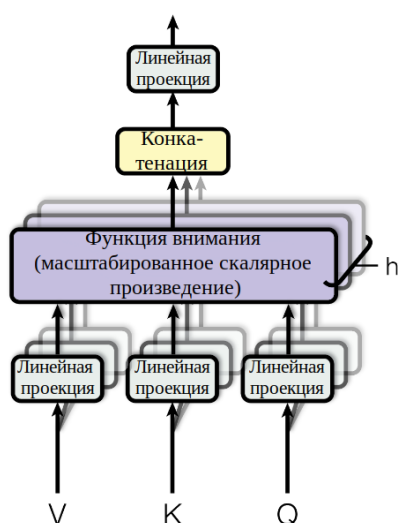 Линейная
проекция
Конка-
тенация
Функция внимания
(масштабированное скалярное
произведение)
h
Линейная
проекция
Линейная
проекция
Линейная
проекция
V
K
Q